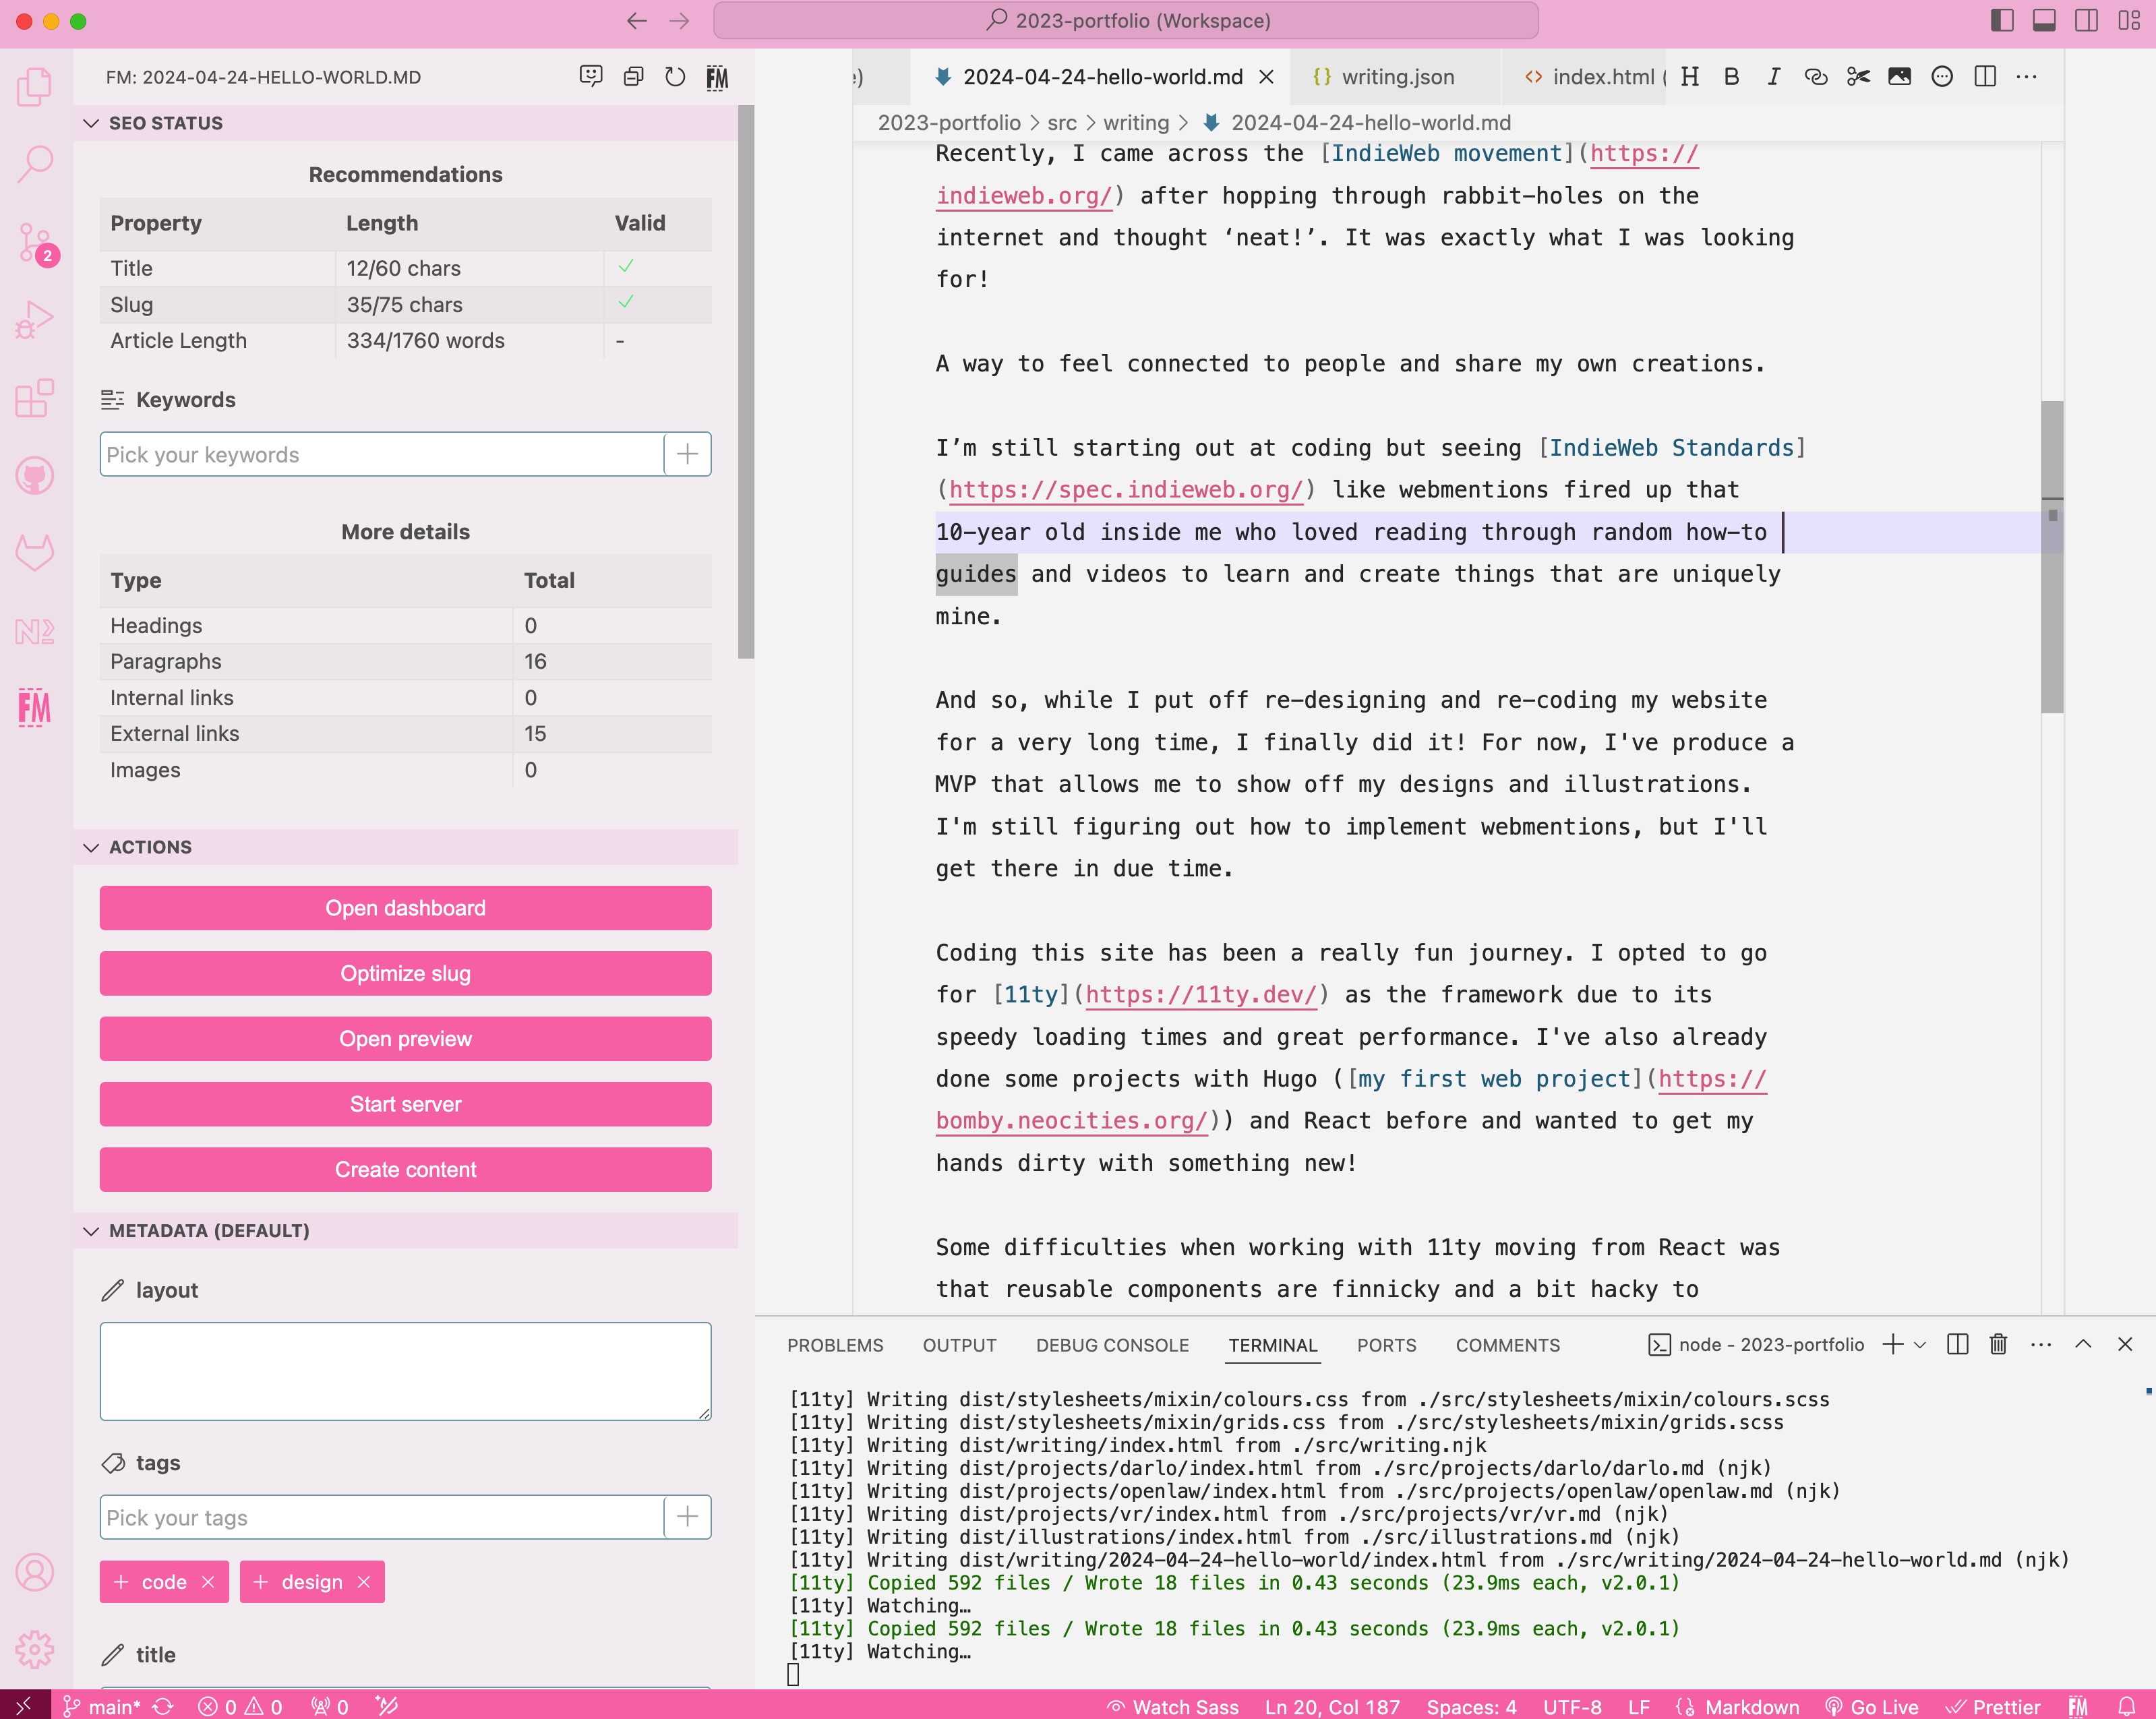 2023-portfolio (Workspace)
FM: 2024-04-24-HELLO-WORLD.MD
FM
SEO STATUS
Recommendations
Property Length Valid
Title 12/60 chars
Slug 35/75 chars
Article Length 334/1760 words -
Keywords
Pick your keywords
More details
Type Total
Headings 0
Paragraphs 16
Internal links 0
External links 15
Images 0
ACTIONS
Open dashboard
Optimize slug
Open preview
Start server
Create content
METADATA (DEFAULT)
layout
tags
Pick your tags
+ code ×
+ design ×
title
2
FM
e) 2024-04-24-hello-world.md × {} writing.json <> index.html ( H B I
2023-portfolio > src > writing > 2024-04-24-hello-world.md
Recently, I came across the [IndieWeb movement](https://
indieweb.org/) after hopping through rabbit-holes on the
internet and thought ‘neat!’. It was exactly what I was looking
for!
A way to feel connected to people and share my own creations.
I’m still starting out at coding but seeing [IndieWeb Standards]
(https://spec.indieweb.org/) like webmentions fired up that
10-year old inside me who loved reading through random how-to
guides and videos to learn and create things that are uniquely
mine.
And so, while I put off re-designing and re-coding my website
for a very long time, I finally did it! For now, I've produce a
MVP that allows me to show off my designs and illustrations.
I'm still figuring out how to implement webmentions, but I'll
get there in due time.
Coding this site has been a really fun journey. I opted to go
for [11ty](https://11ty.dev/) as the framework due to its
speedy loading times and great performance. I've also already
done some projects with Hugo ([my first web project](https://
bomby.neocities.org/)) and React before and wanted to get my
hands dirty with something new!
Some difficulties when working with 11ty moving from React was
that reusable components are finnicky and a bit hacky to
PROBLEMS OUTPUT DEBUG CONSOLE TERMINAL PORTS COMMENTS node - 2023-portfolio
[11ty] Writing dist/stylesheets/mixin/colours.css from ./src/stylesheets/mixin/colours.scss
[11ty] Writing dist/stylesheets/mixin/grids.css from ./src/stylesheets/mixin/grids.scss
[11ty] Writing dist/writing/index.html from ./src/writing.njk
[11ty] Writing dist/projects/darlo/index.html from ./src/projects/darlo/darlo.md (njk)
[11ty] Writing dist/projects/openlaw/index.html from ./src/projects/openlaw/openlaw.md (njk)
[11ty] Writing dist/projects/vr/index.html from ./src/projects/vr/vr.md (njk)
[11ty] Writing dist/illustrations/index.html from ./src/illustrations.md (njk)
[11ty] Writing dist/writing/2024-04-24-hello-world/index.html from ./src/writing/2024-04-24-hello-world.md (njk)
[11ty] Copied 592 files / Wrote 18 files in 0.43 seconds (23.9ms each, v2.0.1)
[11ty] Watching…
[11ty] Copied 592 files / Wrote 18 files in 0.43 seconds (23.9ms each, v2.0.1)
[11ty] Watching…
main* 0 0 0 Watch Sass Ln 20, Col 187 Spaces: 4 UTF-8 LF Markdown Go Live Prettier FM